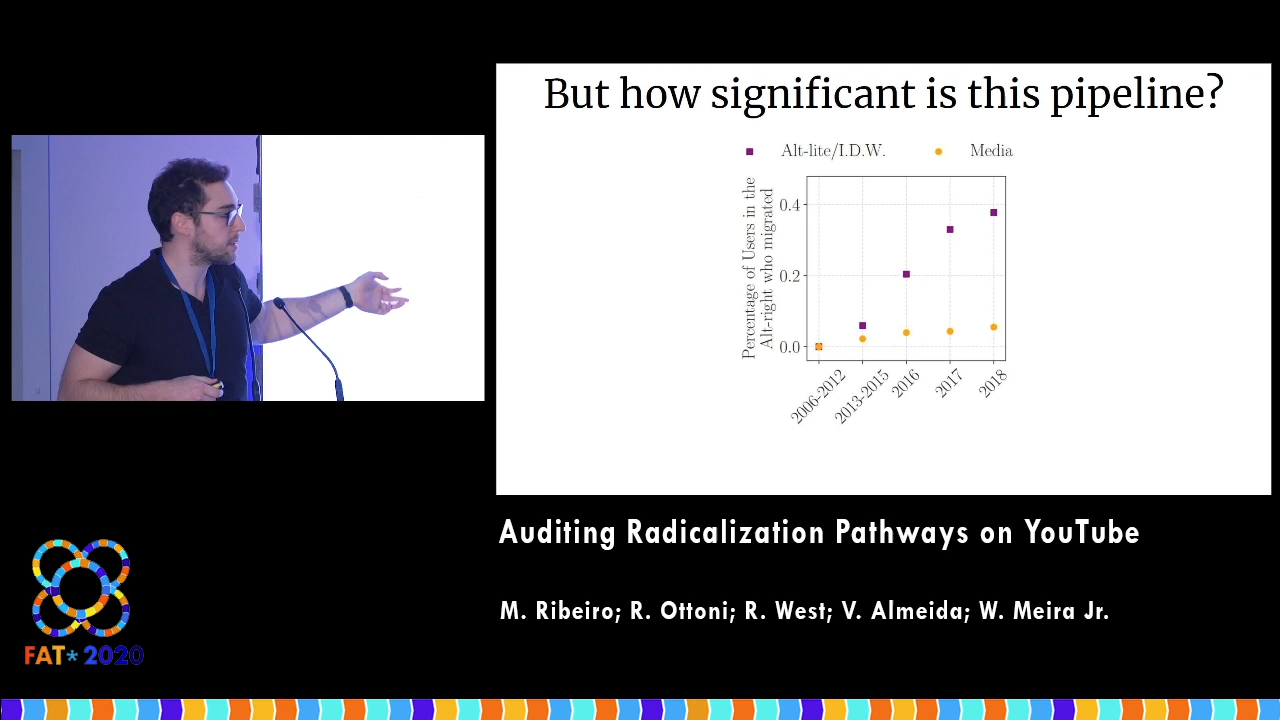 But how significant is this pipeline?
Alt-lite/I.D.W.
Media
Percentage of Users in the
Alt-right who migrated
0.4
0.2
0.0
2006-2012
2013-2015
2016
2017
2018
Auditing Radicalization Pathways on YouTube
M. Ribeiro; R. Ottoni; R. West; V. Almeida; W. Meira Jr.
FAT* 2020